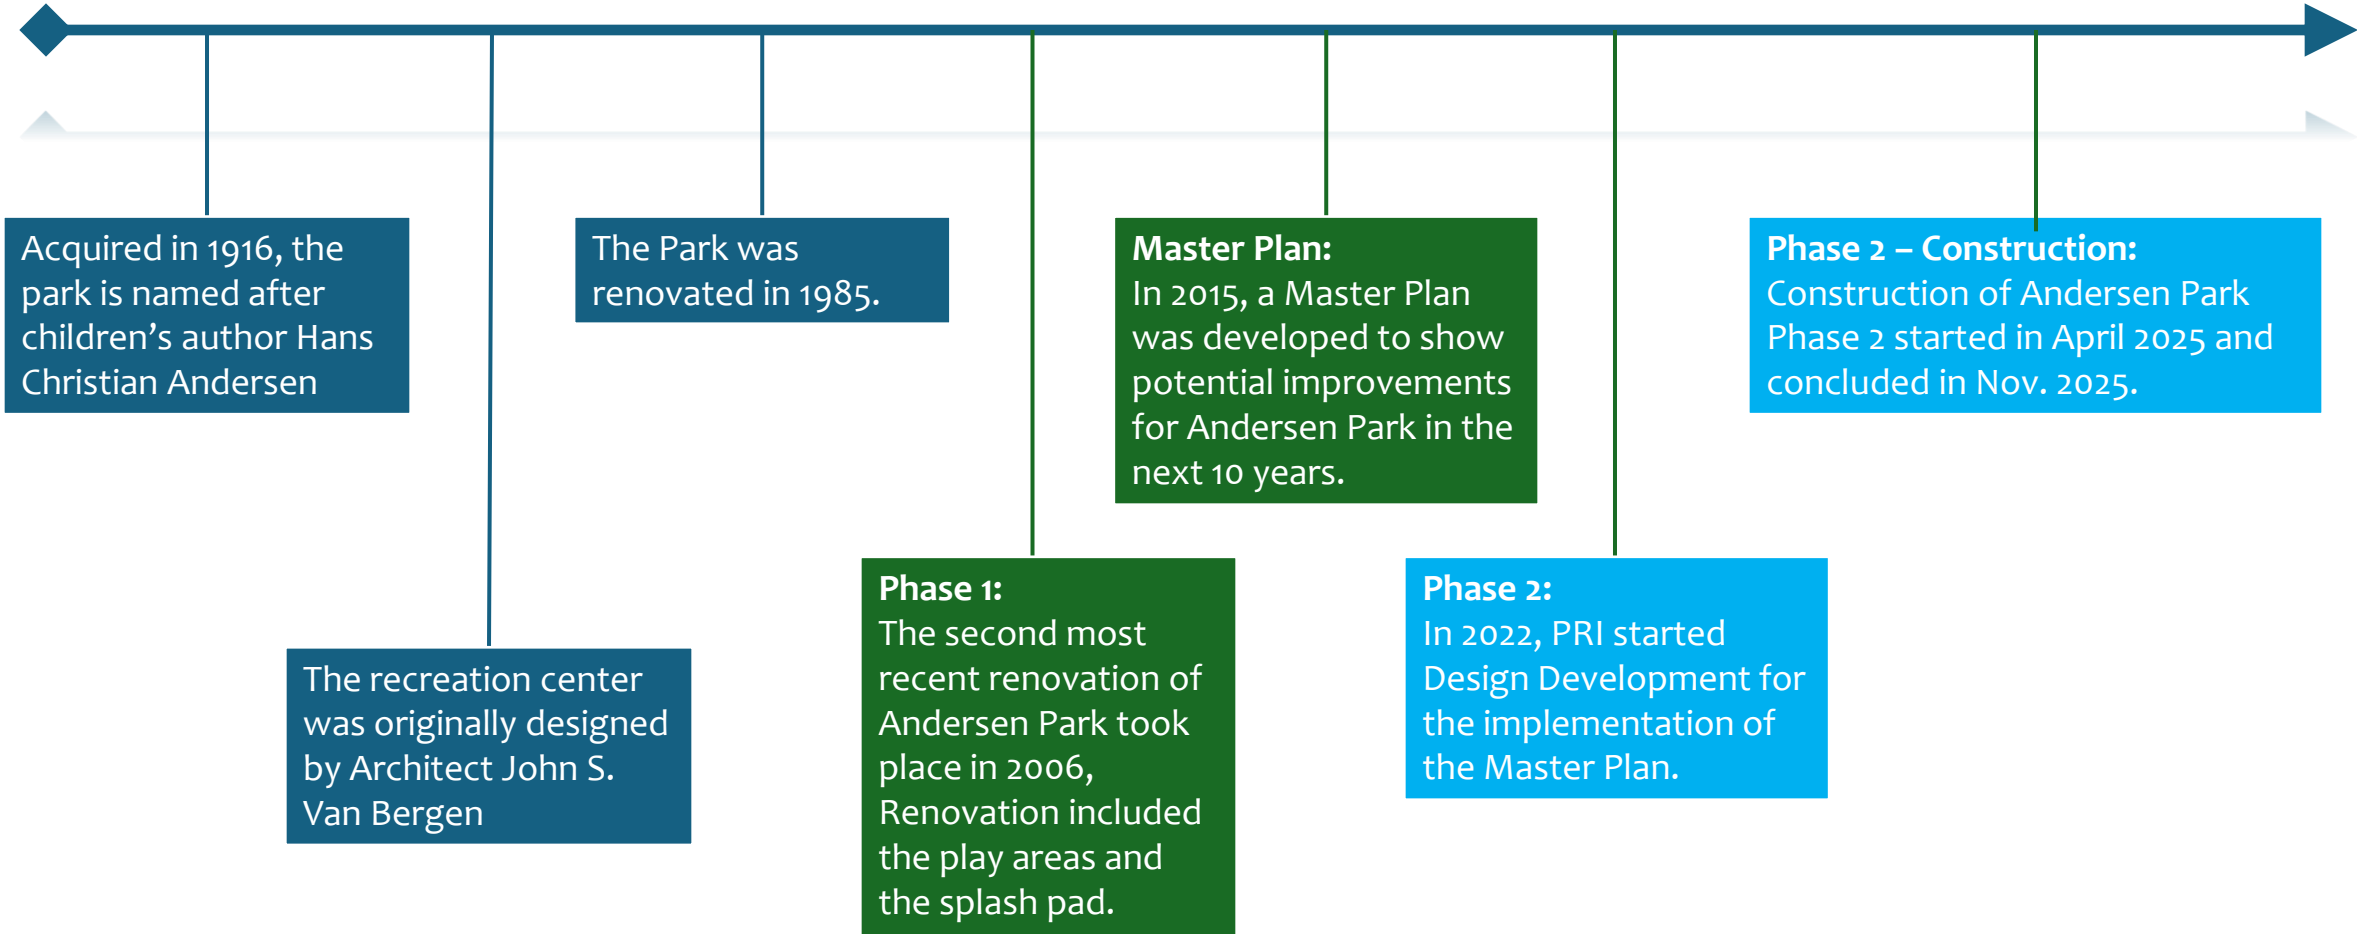 Acquired in 1916, the
park is named after
children’s author Hans
Christian Andersen
The recreation center
was originally designed
by Architect John S.
Van Bergen
The Park was
renovated in 1985.
Phase 1:
The second most
recent renovation of
Andersen Park took
place in 2006,
Renovation included
the play areas and
the splash pad.
Master Plan:
In 2015, a Master Plan
was developed to show
potential improvements
for Andersen Park in the
next 10 years.
Phase 2:
In 2022, PRI started
Design Development for
the implementation of
the Master Plan.
Phase 2 – Construction:
Construction of Andersen Park
Phase 2 started in April 2025 and
concluded in Nov. 2025.